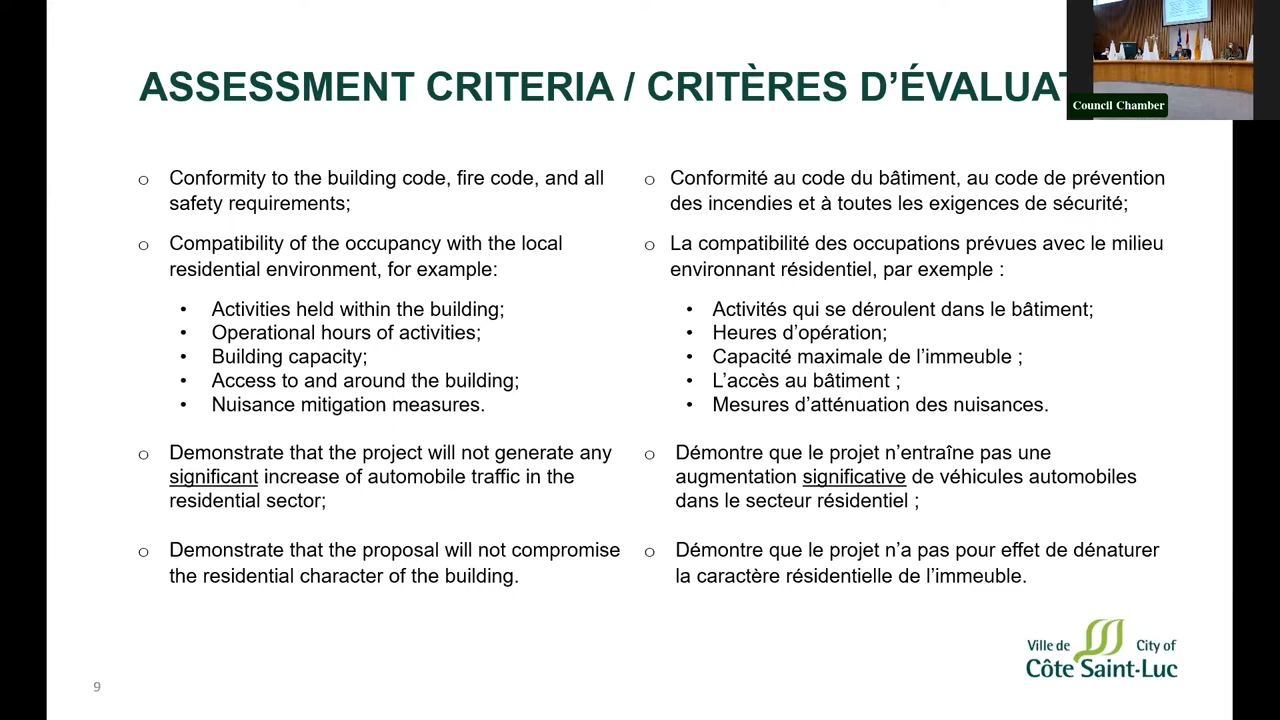 ASSESSMENT CRITERIA / CRITÈRES D'ÉVALUAT
Council Chamber
o Conformity to the building code, fire code, and all
safety requirements;
o Compatibility of the occupancy with the local
residential environment, for example:
• Activities held within the building;
• Operational hours of activities;
• Building capacity;
• Access to and around the building;
• Nuisance mitigation measures.
o Demonstrate that the project will not generate any
significant increase of automobile traffic in the
residential sector;
o Demonstrate that the proposal will not compromise
the residential character of the building.
o Conformité au code du bâtiment, au code de prévention
des incendies et à toutes les exigences de sécurité;
o La compatibilité des occupations prévues avec le milieu
environnant résidentiel, par exemple :
• Activités qui se déroulent dans le bâtiment;
• Heures d'opération;
• Capacité maximale de l'immeuble ;
• L'accès au bâtiment ;
• Mesures d'atténuation des nuisances.
o Démontre que le projet n'entraîne pas une
augmentation significative de véhicules automobiles
dans le secteur résidentiel ;
o Démontre que le projet n'a pas pour effet de dénaturer
la caractère résidentielle de l'immeuble.
Ville de City of
Côte Saint-Luc
9